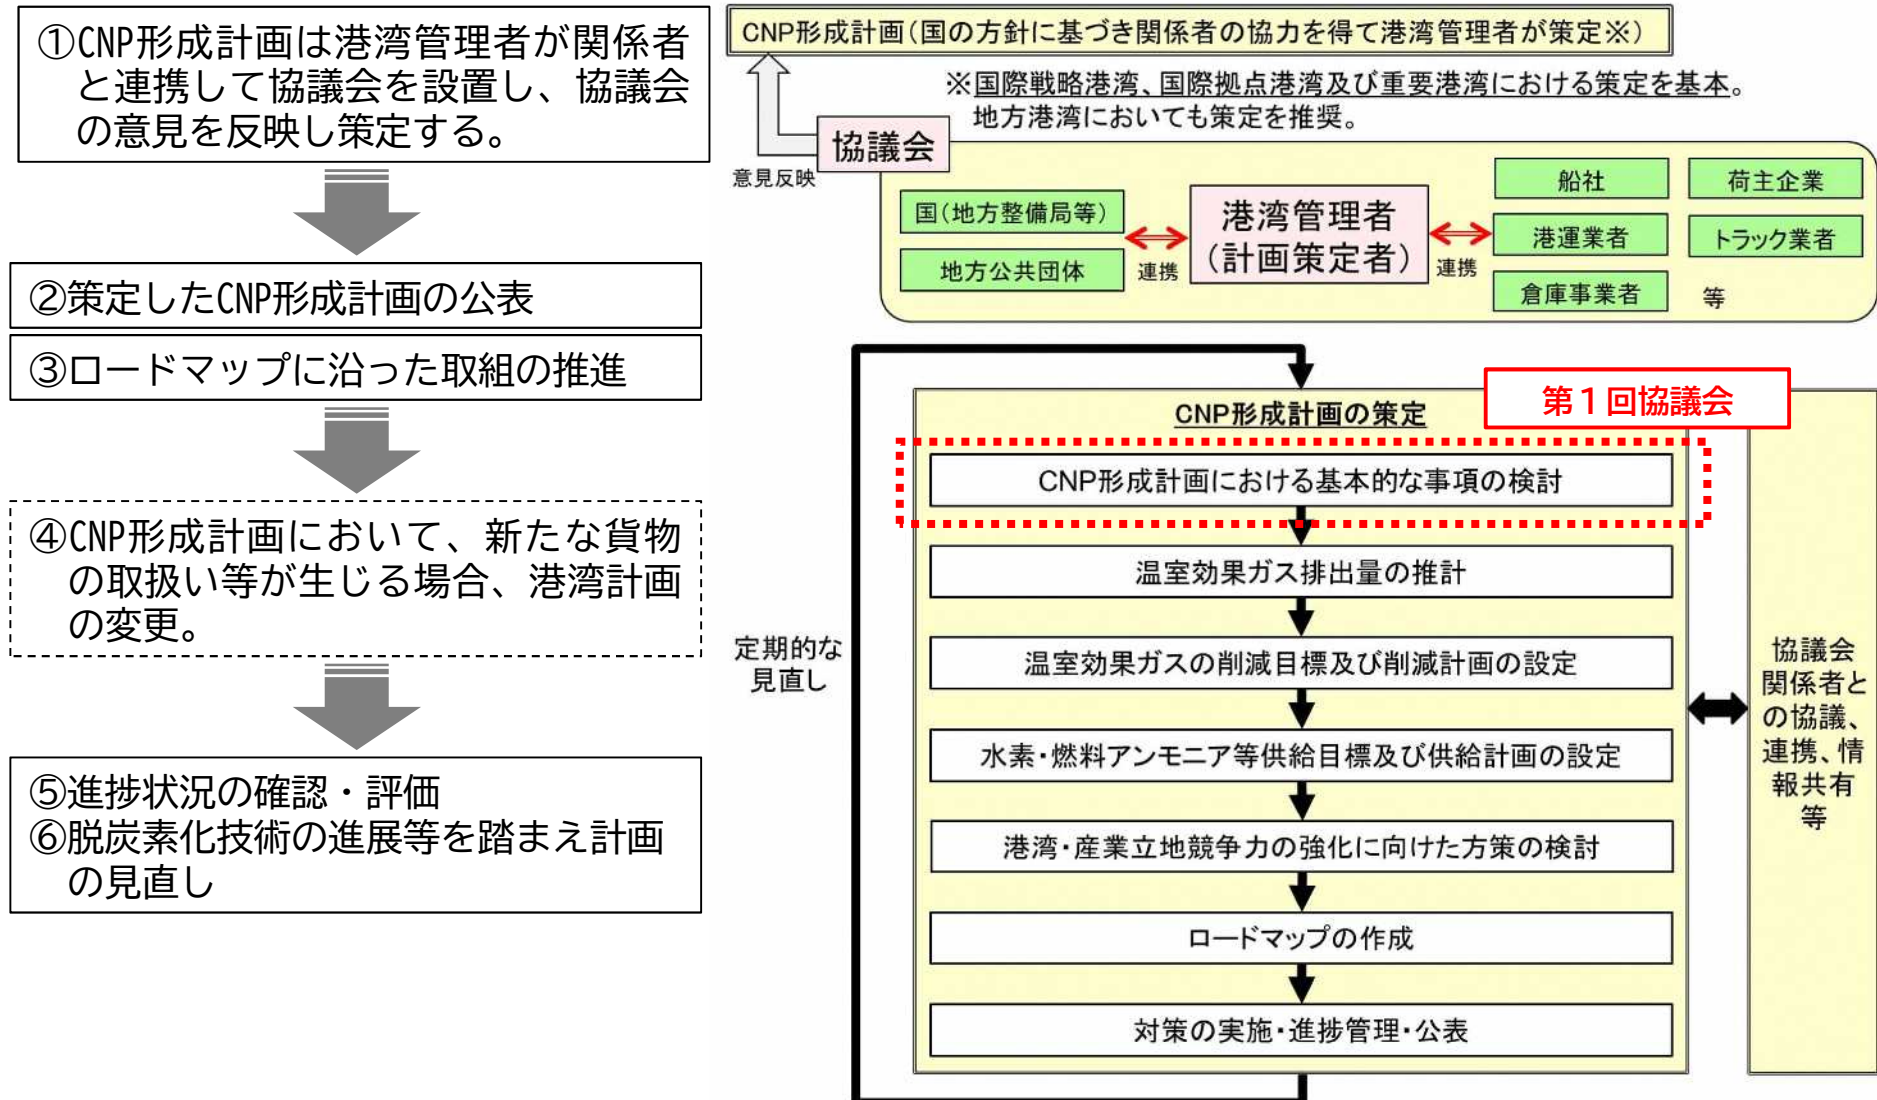 ①CNP形成計画は港湾管理者が関係者
と連携して協議会を設置し、協議会
の意見を反映し策定する。
②策定したCNP形成計画の公表
③ロードマップに沿った取組の推進
④CNP形成計画において、新たな貨物
の取扱い等が生じる場合、港湾計画
の変更。
⑤進捗状況の確認・評価
⑥脱炭素化技術の進展等を踏まえ計画
の見直し
CNP形成計画(国の方針に基づき関係者の協力を得て港湾管理者が策定※)
※国際戦略港湾、国際拠点港湾及び重要港湾における策定を基本。
地方港湾においても策定を推奨。
協議会
意見反映
国(地方整備局等)
地方公共団体
連携
港湾管理者
(計画策定者)
連携
船社
荷主企業
港運業者
トラック業者
倉庫事業者
等
第1回協議会
CNP形成計画の策定
CNP形成計画における基本的な事項の検討
温室効果ガス排出量の推計
温室効果ガスの削減目標及び削減計画の設定
水素・燃料アンモニア等供給目標及び供給計画の設定
港湾・産業立地競争力の強化に向けた方策の検討
ロードマップの作成
対策の実施・進捗管理・公表
定期的な
見直し
協議会
関係者と
の協議、
連携、情
報共有
等